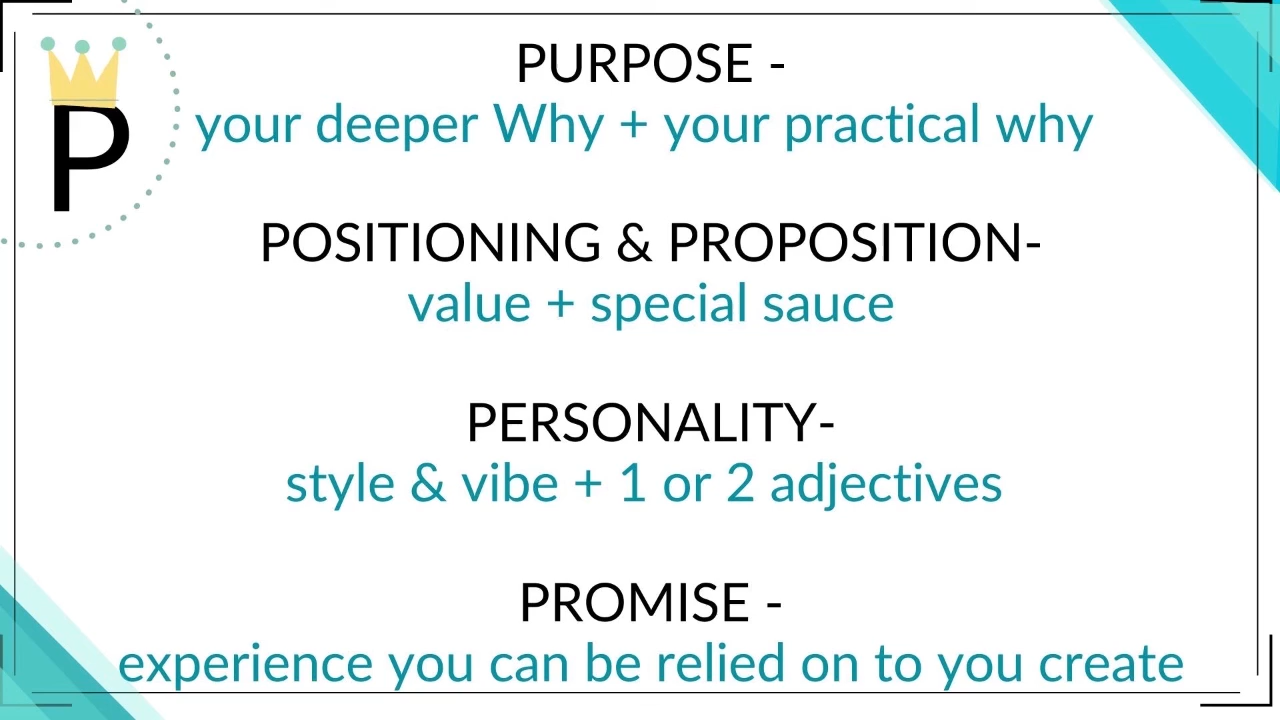 P
PURPOSE -
your deeper Why + your practical why
POSITIONING & PROPOSITION-
value + special sauce
PERSONALITY-
style & vibe + 1 or 2 adjectives
PROMISE -
experience you can be relied on to you create